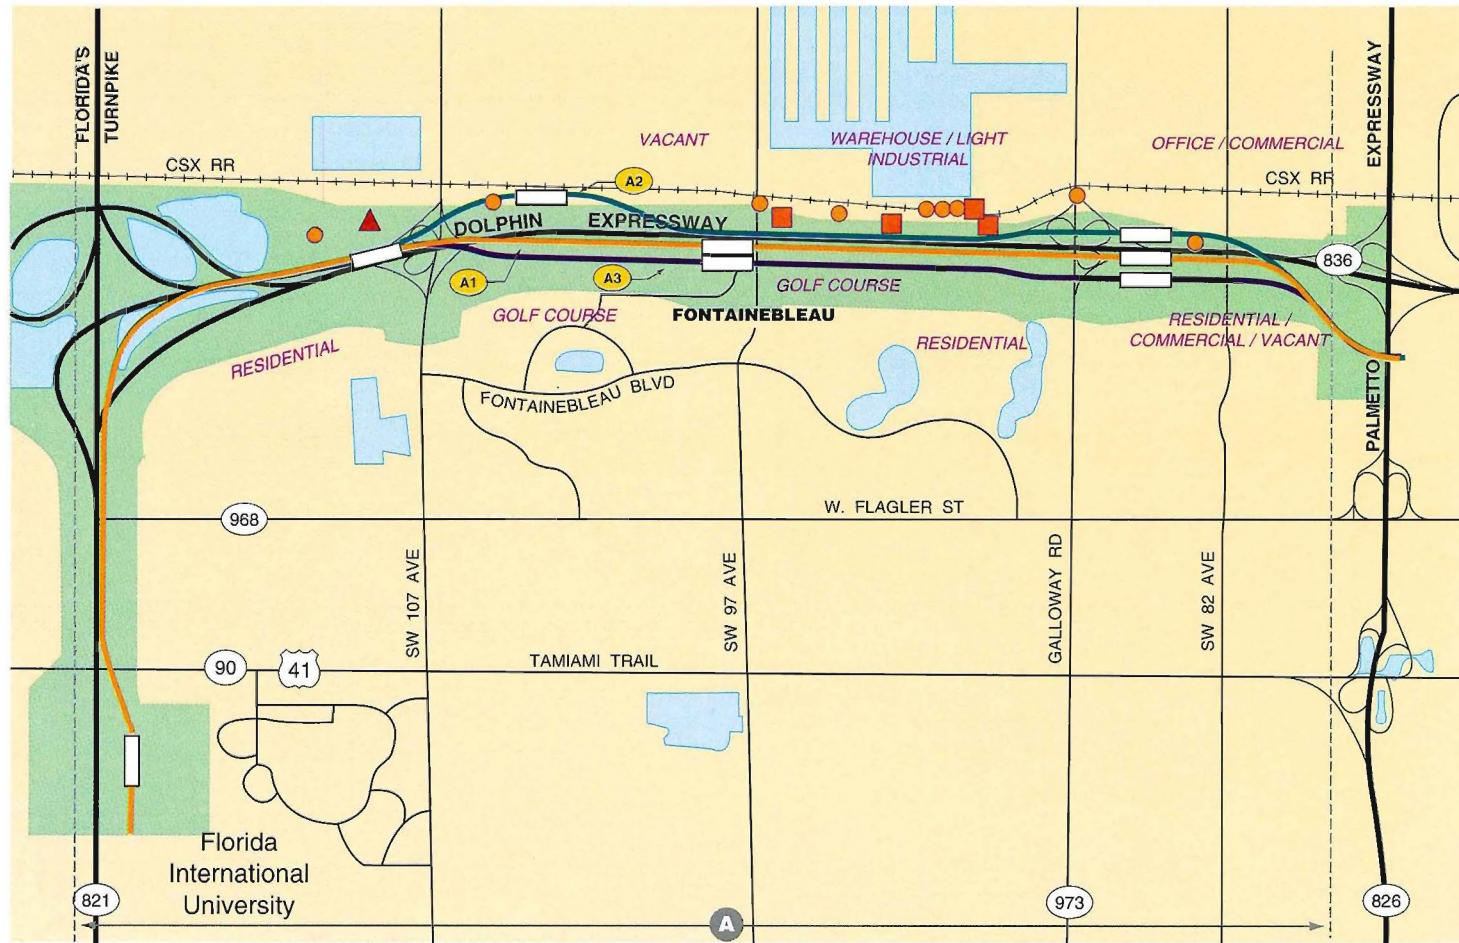 FLORIDA'S
TURNPIKE
EXPRESSWAY
VACANT
WAREHOUSE / LIGHT
INDUSTRIAL
OFFICE / COMMERCIAL
CSX RR
CSX RR
A2
DOLPHIN EXPRESSWAY
836
A1
A3
GOLF COURSE
GOLF COURSE
FONTAINEBLEAU
RESIDENTIAL
RESIDENTIAL
RESIDENTIAL /
COMMERCIAL / VACANT
FONTAINEBLEAU BLVD
PALMETTO
968
W. FLAGLER ST
SW 107 AVE
SW 97 AVE
GALLOWAY RD
SW 82 AVE
90
41
TAMIAMI TRAIL
Florida
International
University
821
973
826
A